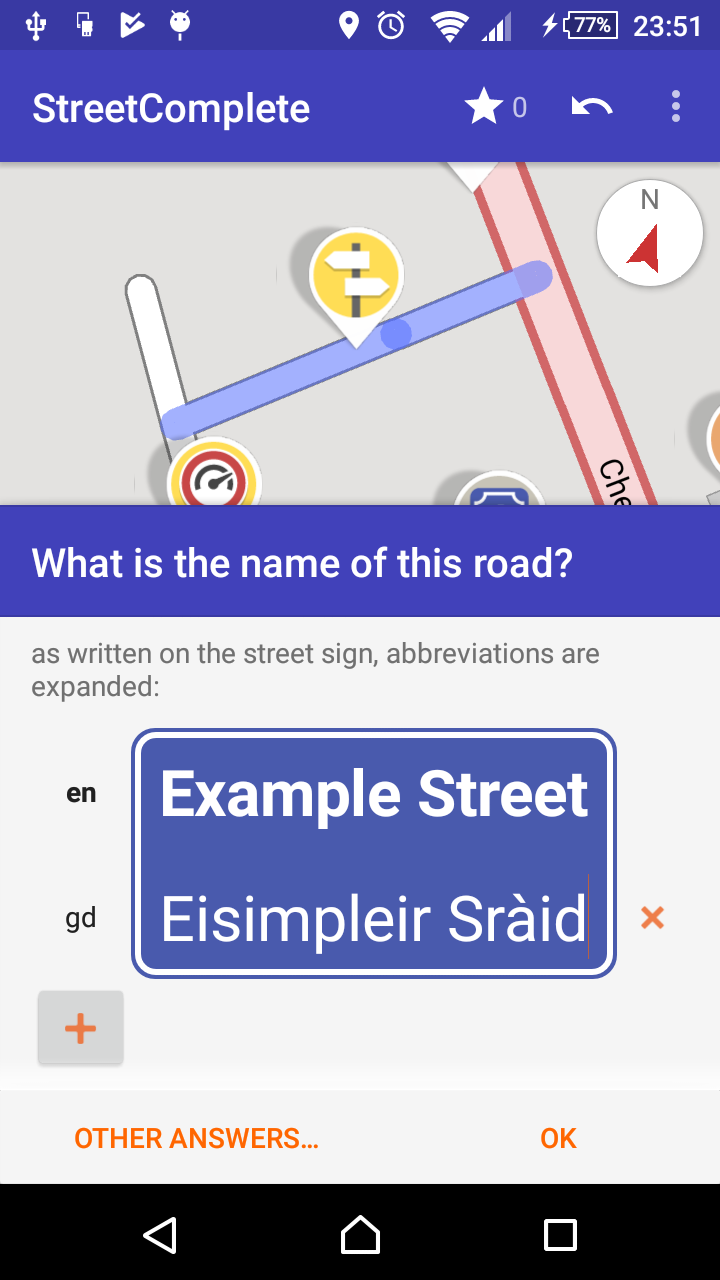 77% 23:51
StreetComplete 0
N
Che
What is the name of this road?
as written on the street sign, abbreviations are
expanded:
en Example Street
gd Eisimpleir Sràid
OTHER ANSWERS… OK